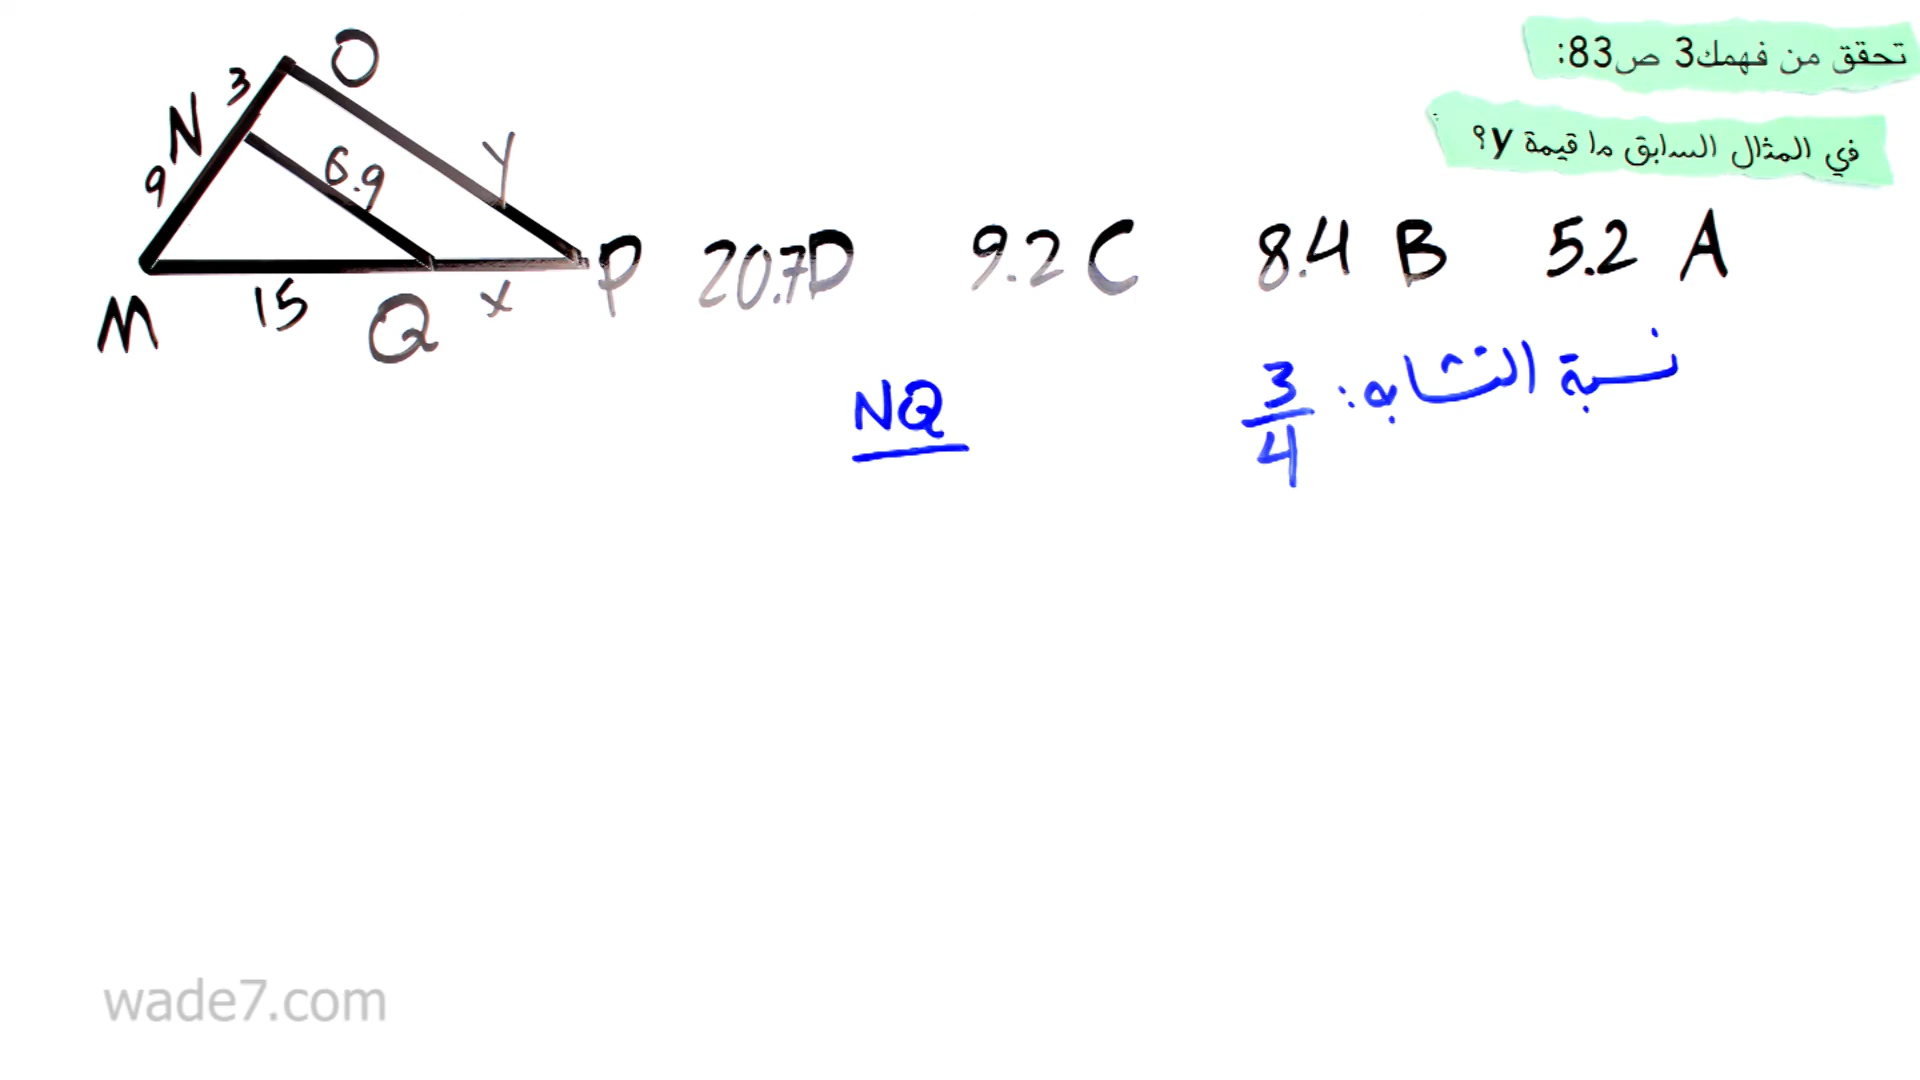 تحقق من فهمك3 ص83:
في المثال السابق ما قيمة y؟
O
3
N
9
6.9
y
M
15
Q
x
P
5.2 A
8.4 B
9.2 C
20.7 D
نسبة التشابه: 3/4
NQ
wade7.com